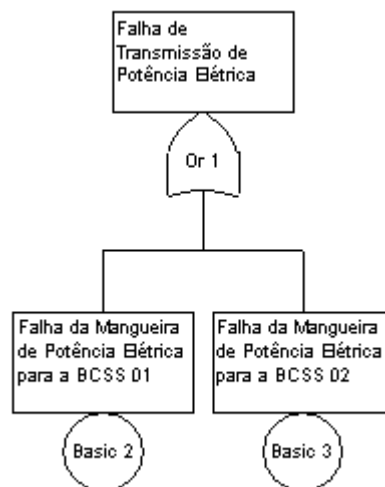 Falha de
Transmissão de
Potência Elétrica
Or 1
Falha da Mangueira
de Potência Elétrica
para a BCSS 01
Falha da Mangueira
de Potência Elétrica
para a BCSS 02
Basic 2
Basic 3